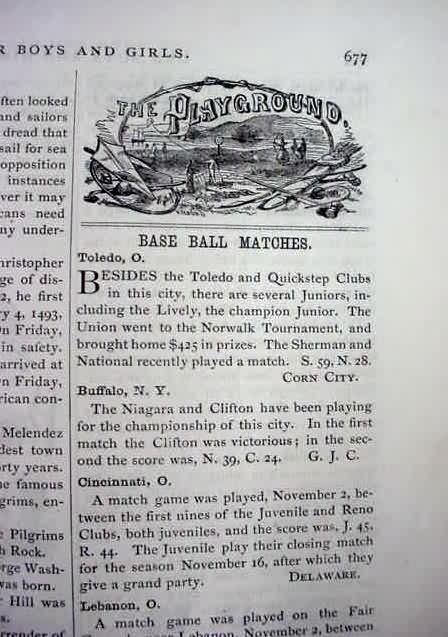 R BOYS AND GIRLS.
677
ften looked
and sailors
dread that
sail for sea
opposition
instances
ver it may
cans need
ny under-
hristopher
ge of dis-
2, he first
y 4, 1493,
n Friday,
in safety.
arrived at
n Friday,
rican con-
Melendez
dest town
rty years.
e famous
grims, en-
e Pilgrims
h Rock.
rge Wash-
was born.
Hill was
s.
rrender of
THE PLAYGROUND.
BASE BALL MATCHES.
Toledo, O.
BESIDES the Toledo and Quickstep Clubs
in this city, there are several Juniors, in-
cluding the Lively, the champion Junior. The
Union went to the Norwalk Tournament, and
brought home $425 in prizes. The Sherman and
National recently played a match. S. 59, N. 28.
CORN CITY.
Buffalo, N. Y.
The Niagara and Clifton have been playing
for the championship of this city. In the first
match the Clifton was victorious; in the sec-
ond the score was, N. 39, C. 24. G. J. C.
Cincinnati, O.
A match game was played, November 2, be-
tween the first nines of the Juvenile and Reno
Clubs, both juveniles, and the score was, J. 45,
R. 44. The Juvenile play their closing match
for the season November 16, after which they
give a grand party. DELAWARE.
Lebanon, O.
A match game was played on the Fair
near Lebanon, November 2, between